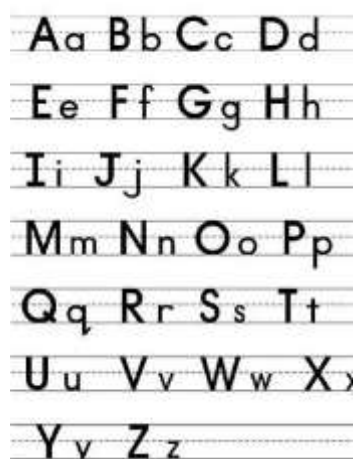 Aa Bb Cc Dd
Ee Ff Gg Hh
Ii Jj Kk Ll
Mm Nn Oo Pp
Qq Rr Ss Tt
Uu Vv Ww Xx
Yy Zz